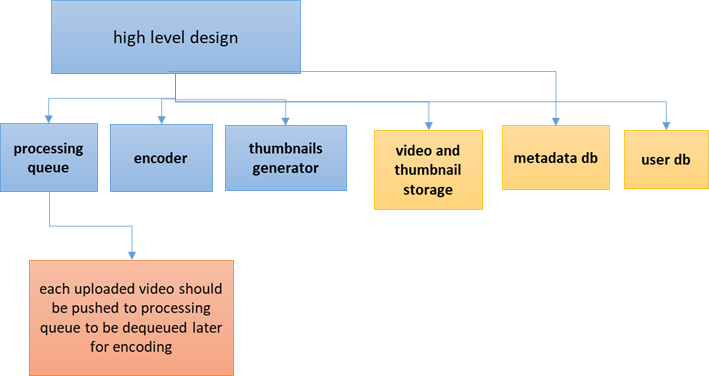 high level design
processing
queue
encoder
thumbnails
generator
video and
thumbnail
storage
metadata db
user db
each uploaded video should
be pushed to processing
queue to be dequeued later
for encoding